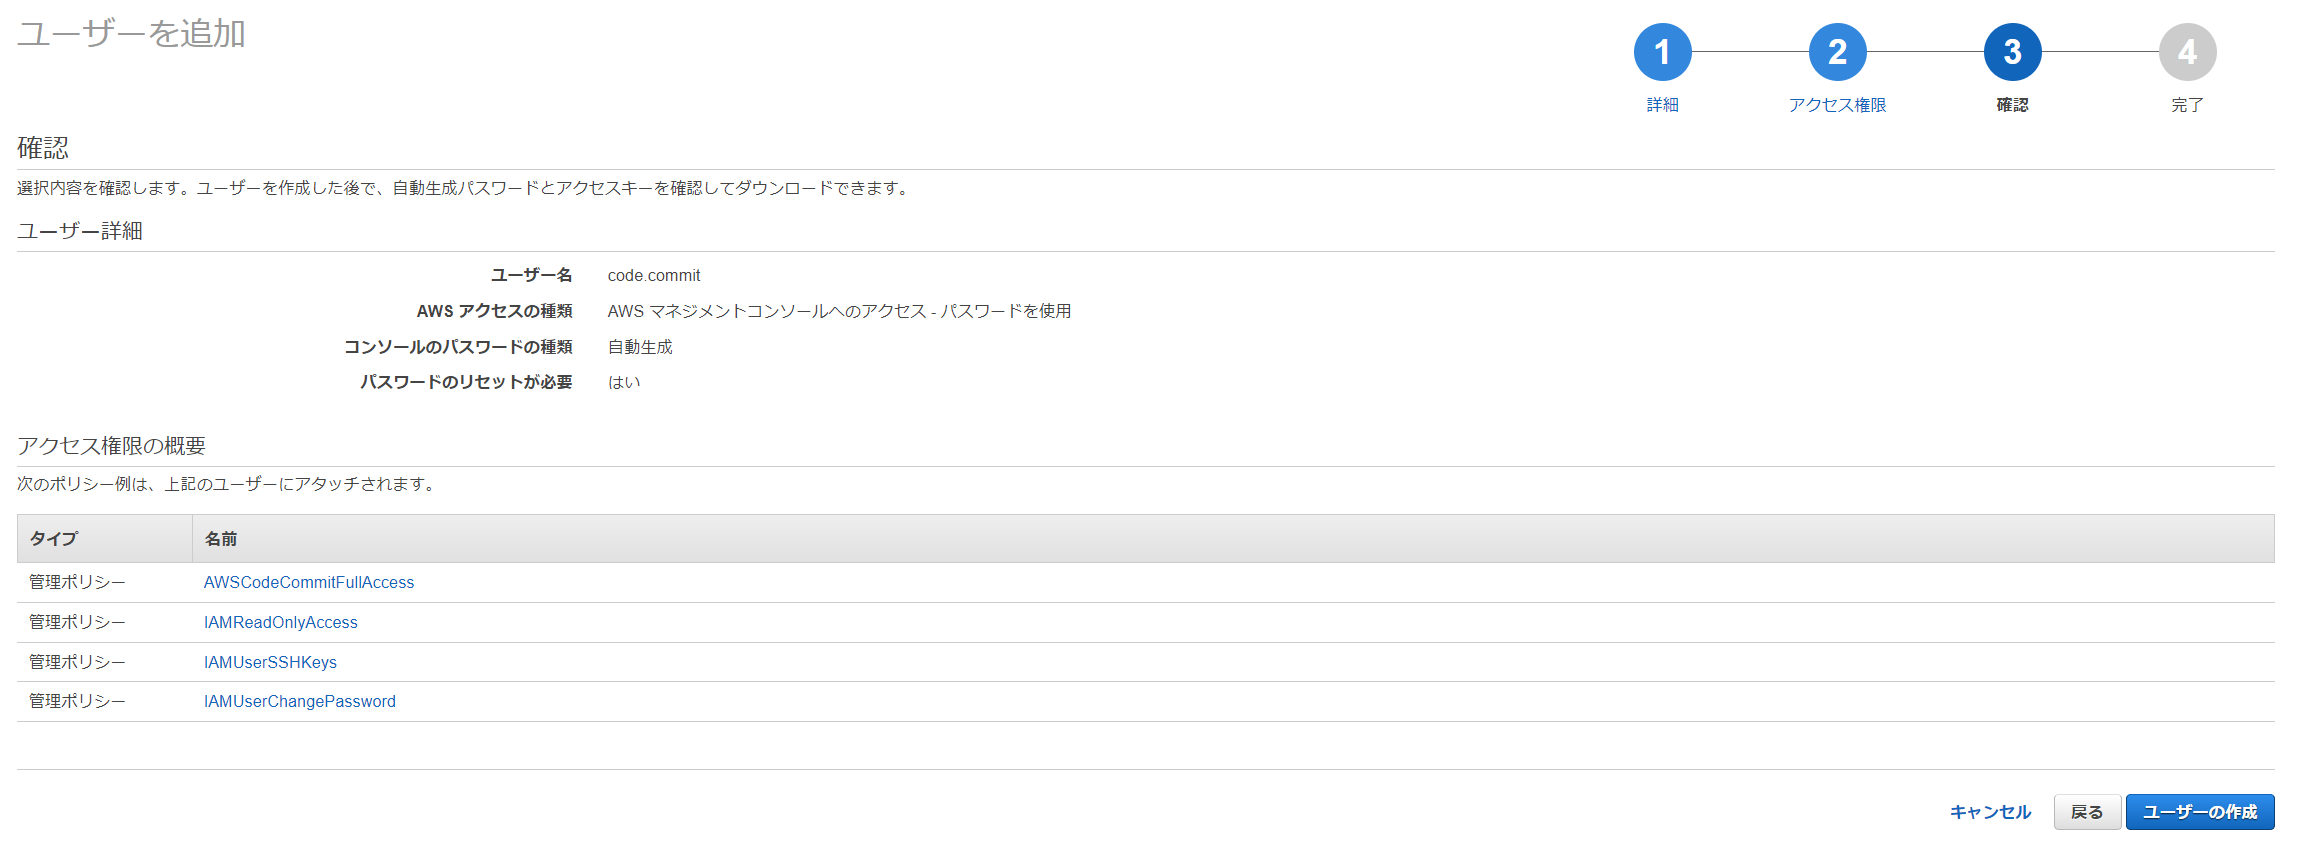 ユーザーを追加
1 2 3 4
詳細 アクセス権限 確認 完了
確認
選択内容を確認します。ユーザーを作成した後で、自動生成パスワードとアクセスキーを確認してダウンロードできます。
ユーザー詳細
ユーザー名 code.commit
AWS アクセスの種類 AWS マネジメントコンソールへのアクセス - パスワードを使用
コンソールのパスワードの種類 自動生成
パスワードのリセットが必要 はい
アクセス権限の概要
次のポリシー例は、上記のユーザーにアタッチされます。
タイプ 名前
管理ポリシー AWSCodeCommitFullAccess
管理ポリシー IAMReadOnlyAccess
管理ポリシー IAMUserSSHKeys
管理ポリシー IAMUserChangePassword
キャンセル 戻る ユーザーの作成